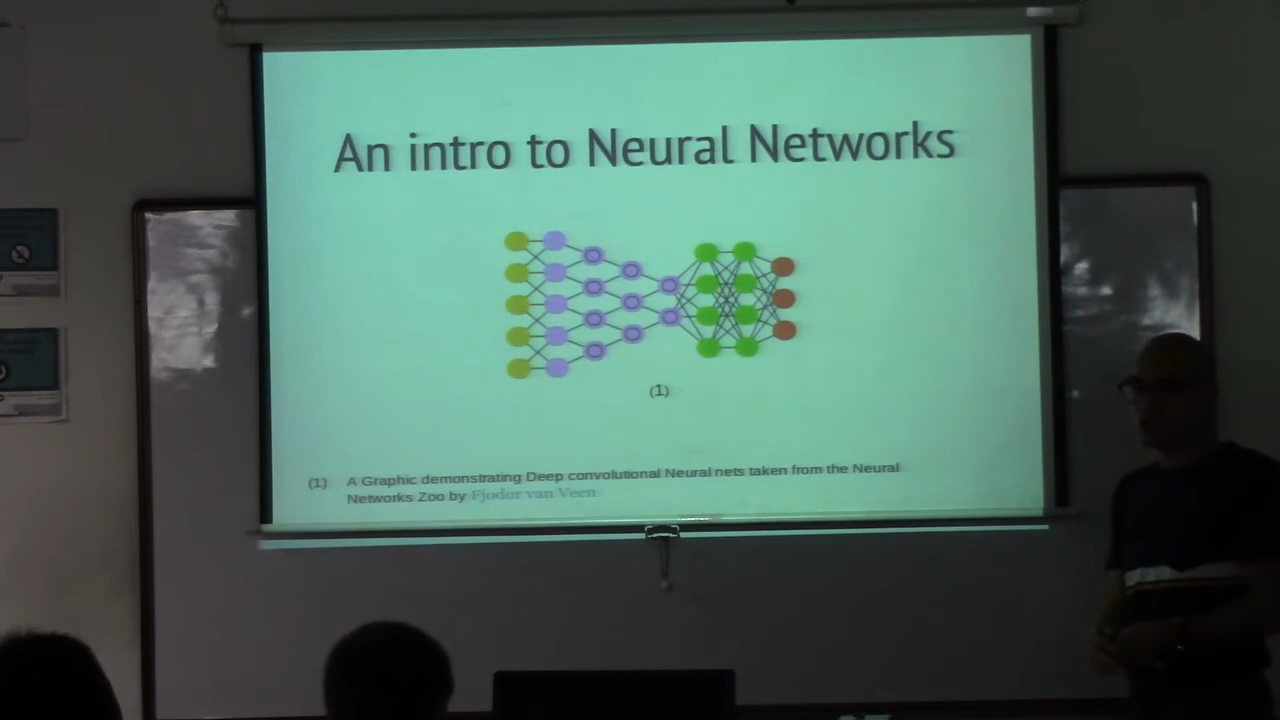 An intro to Neural Networks
(1)
(1) A Graphic demonstrating Deep convolutional Neural nets taken from the Neural
Networks Zoo by Fjodor van Veen